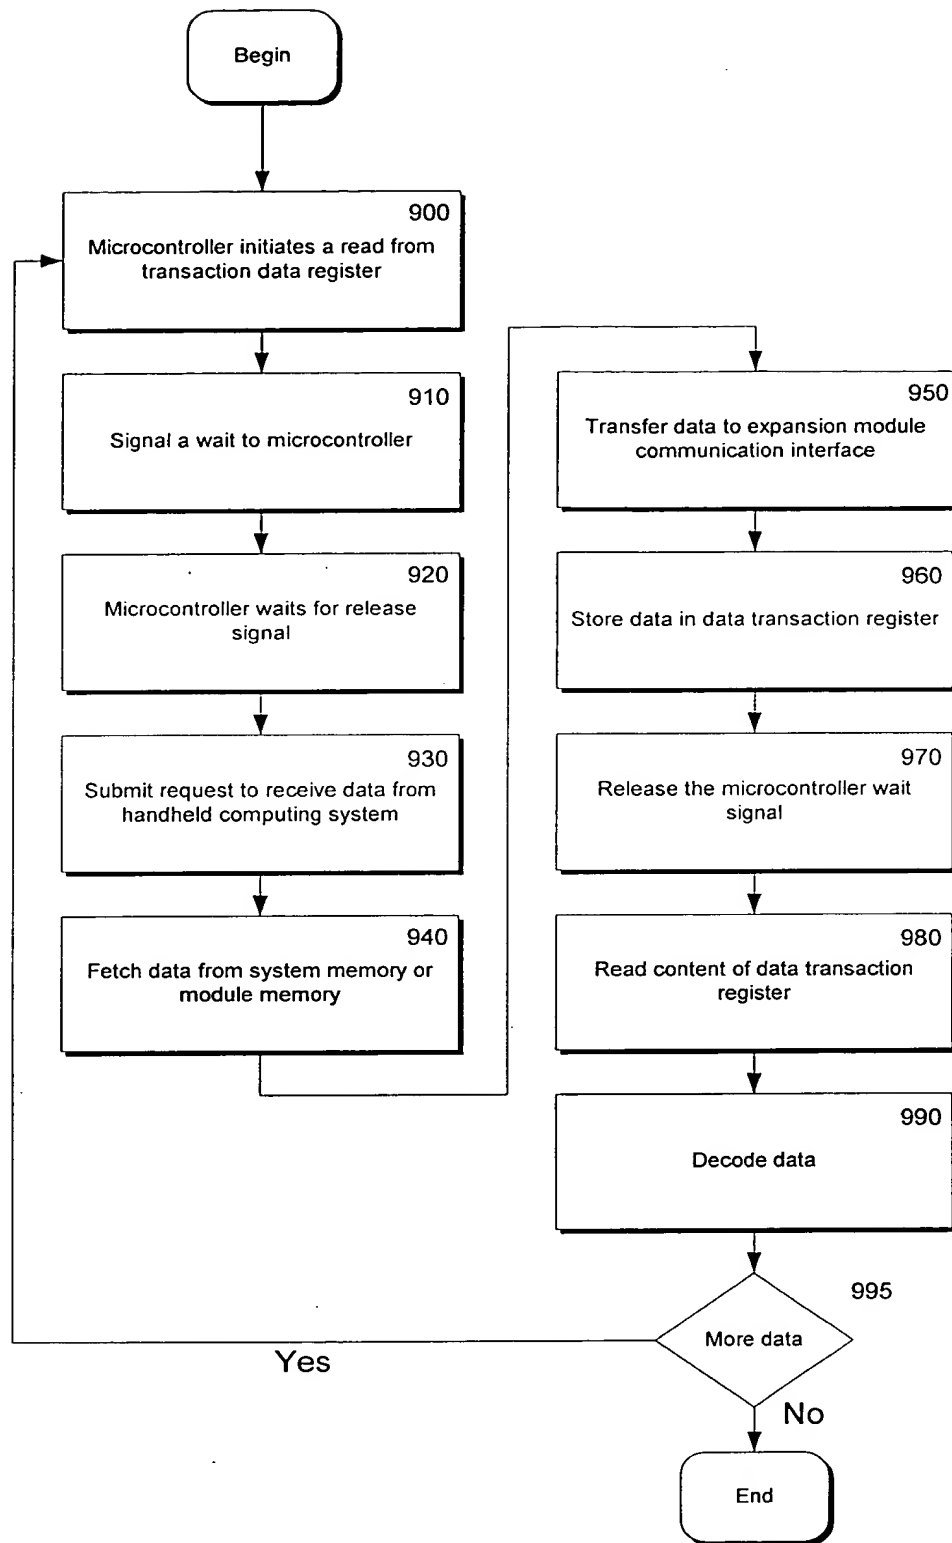 Begin
900
Microcontroller initiates a read from
transaction data register
910
Signal a wait to microcontroller
920
Microcontroller waits for release
signal
930
Submit request to receive data from
handheld computing system
940
Fetch data from system memory or
module memory
950
Transfer data to expansion module
communication interface
960
Store data in data transaction register
970
Release the microcontroller wait
signal
980
Read content of data transaction
register
990
Decode data
995
More data
Yes
No
End